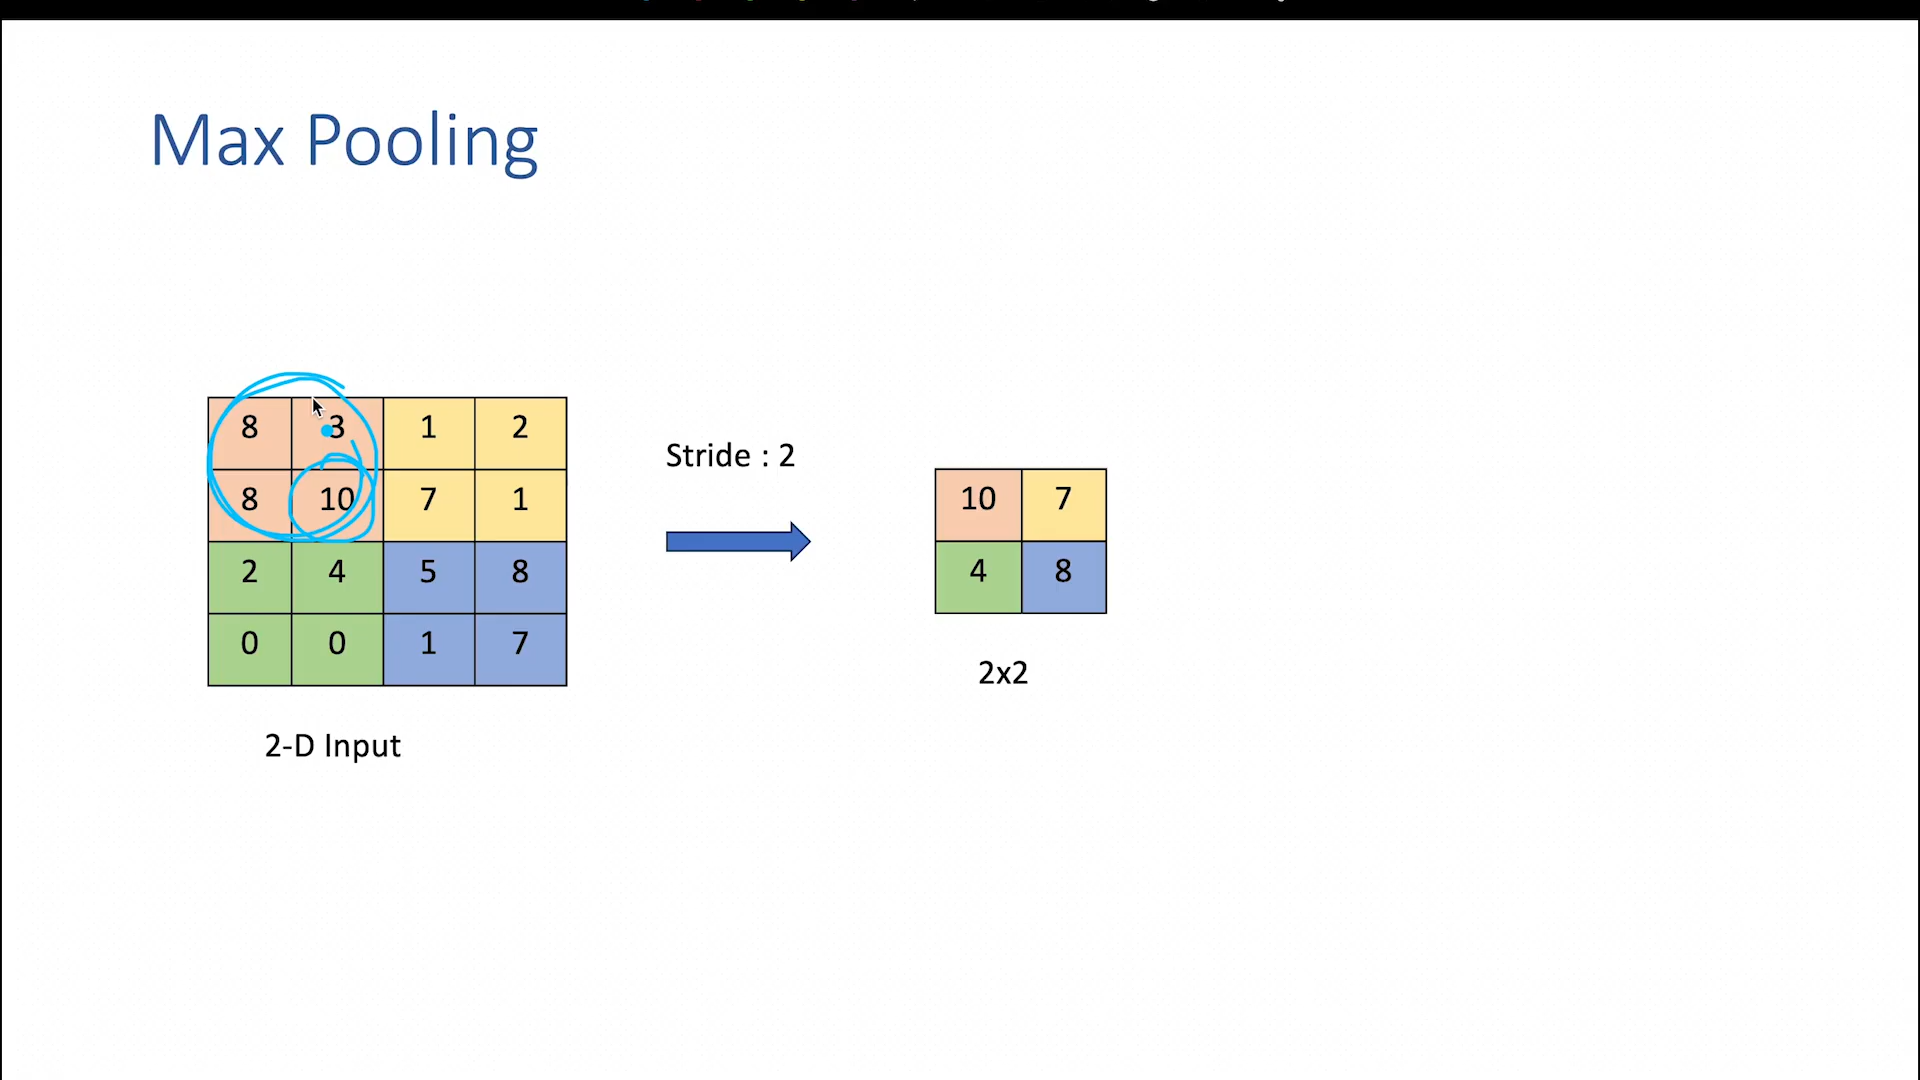 Max Pooling
8 3 1 2
8 10 7 1
2 4 5 8
0 0 1 7
2-D Input
Stride : 2
10 7
4 8
2x2